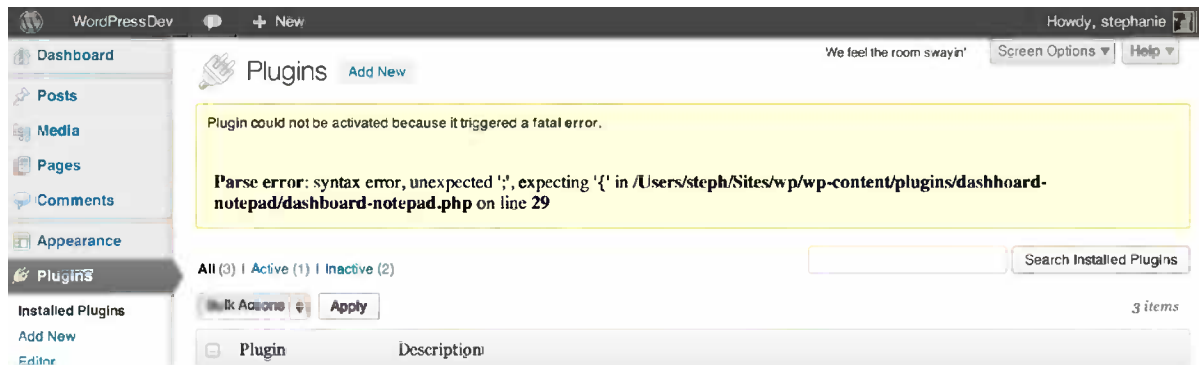 WordPressDev + New Howdy, stephanie
Dashboard
We feel the room swayin' Screen Options ▼ Help ▼
Plugins Add New
Posts
Plugin could not be activated because it triggered a fatal error.
Media
Pages
Parse error: syntax error, unexpected ';', expecting '{' in /Users/steph/Sites/wp/wp-content/plugins/dashhoard-
notepad/dashboard-notepad.php on line 29
Comments
Appearance
Plugins
All (3) | Active (1) | Inactive (2) Search Installed Plugins
Installed Plugins
Apply 3 items
Add New
Plugin Description
Editor